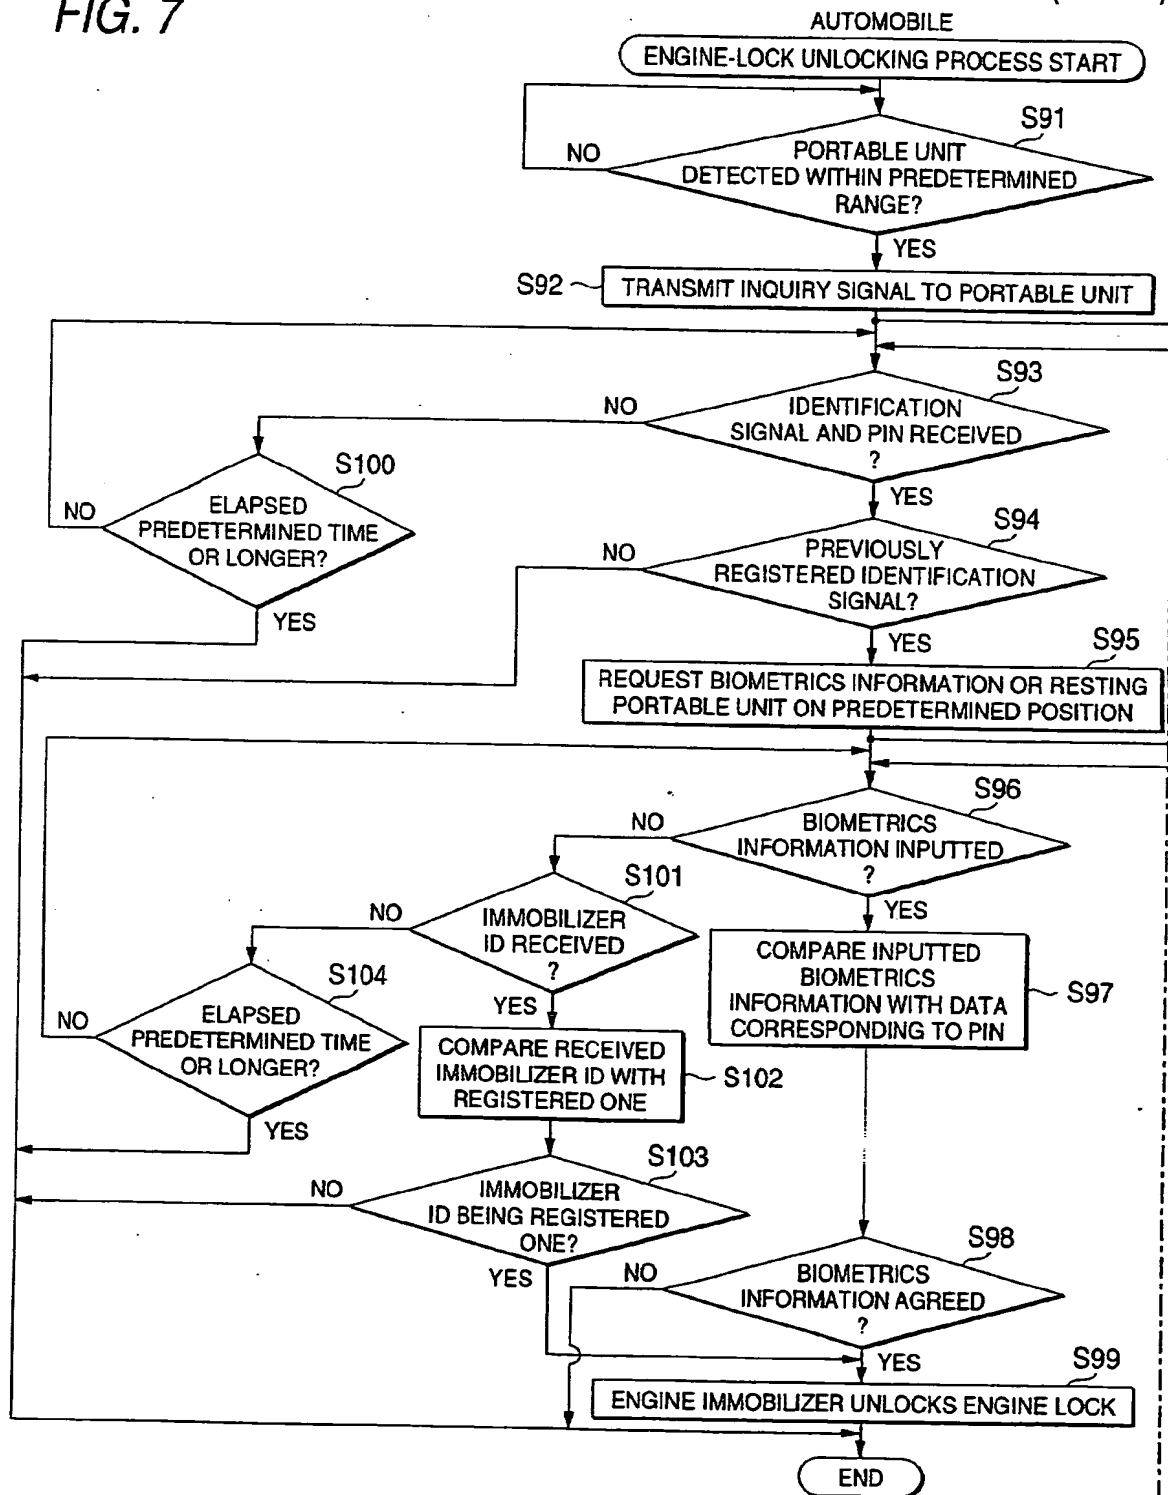 FIG. 7
AUTOMOBILE
ENGINE-LOCK UNLOCKING PROCESS START
S91
NO
PORTABLE UNIT
DETECTED WITHIN PREDETERMINED
RANGE?
YES
S92
TRANSMIT INQUIRY SIGNAL TO PORTABLE UNIT
S93
NO
IDENTIFICATION
SIGNAL AND PIN RECEIVED
?
YES
S100
NO
ELAPSED
PREDETERMINED TIME
OR LONGER?
YES
S94
NO
PREVIOUSLY
REGISTERED IDENTIFICATION
SIGNAL?
YES
S95
REQUEST BIOMETRICS INFORMATION OR RESTING
PORTABLE UNIT ON PREDETERMINED POSITION
S96
NO
BIOMETRICS
INFORMATION INPUTTED
?
YES
S101
NO
IMMOBILIZER
ID RECEIVED
?
YES
COMPARE INPUTTED
BIOMETRICS
INFORMATION WITH DATA
CORRESPONDING TO PIN
S97
S104
NO
ELAPSED
PREDETERMINED TIME
OR LONGER?
YES
COMPARE RECEIVED
IMMOBILIZER ID WITH
REGISTERED ONE
S102
S103
NO
IMMOBILIZER
ID BEING REGISTERED
ONE?
YES
S98
NO
BIOMETRICS
INFORMATION AGREED
?
YES
S99
ENGINE IMMOBILIZER UNLOCKS ENGINE LOCK
END